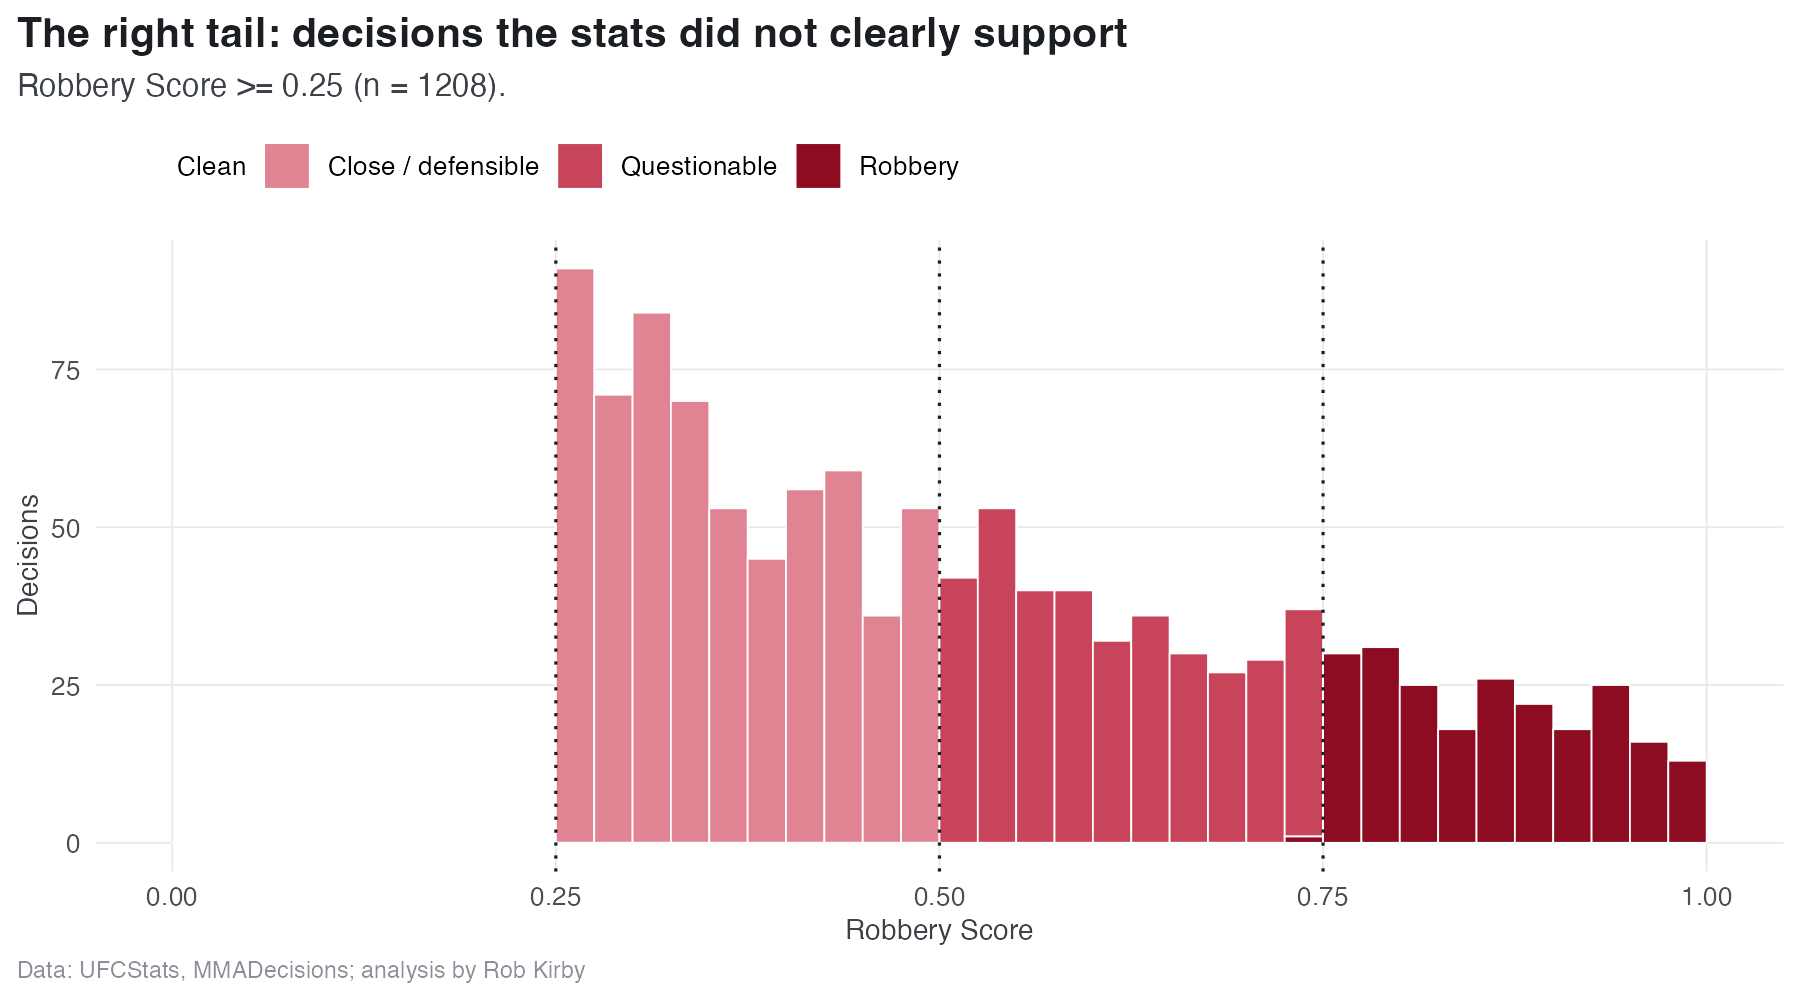 The right tail: decisions the stats did not clearly support
Robbery Score >= 0.25 (n = 1208).
Clean Close / defensible Questionable Robbery
75
50
25
0
Decisions
0.00 0.25 0.50 0.75 1.00
Robbery Score
Data: UFCStats, MMADecisions; analysis by Rob Kirby